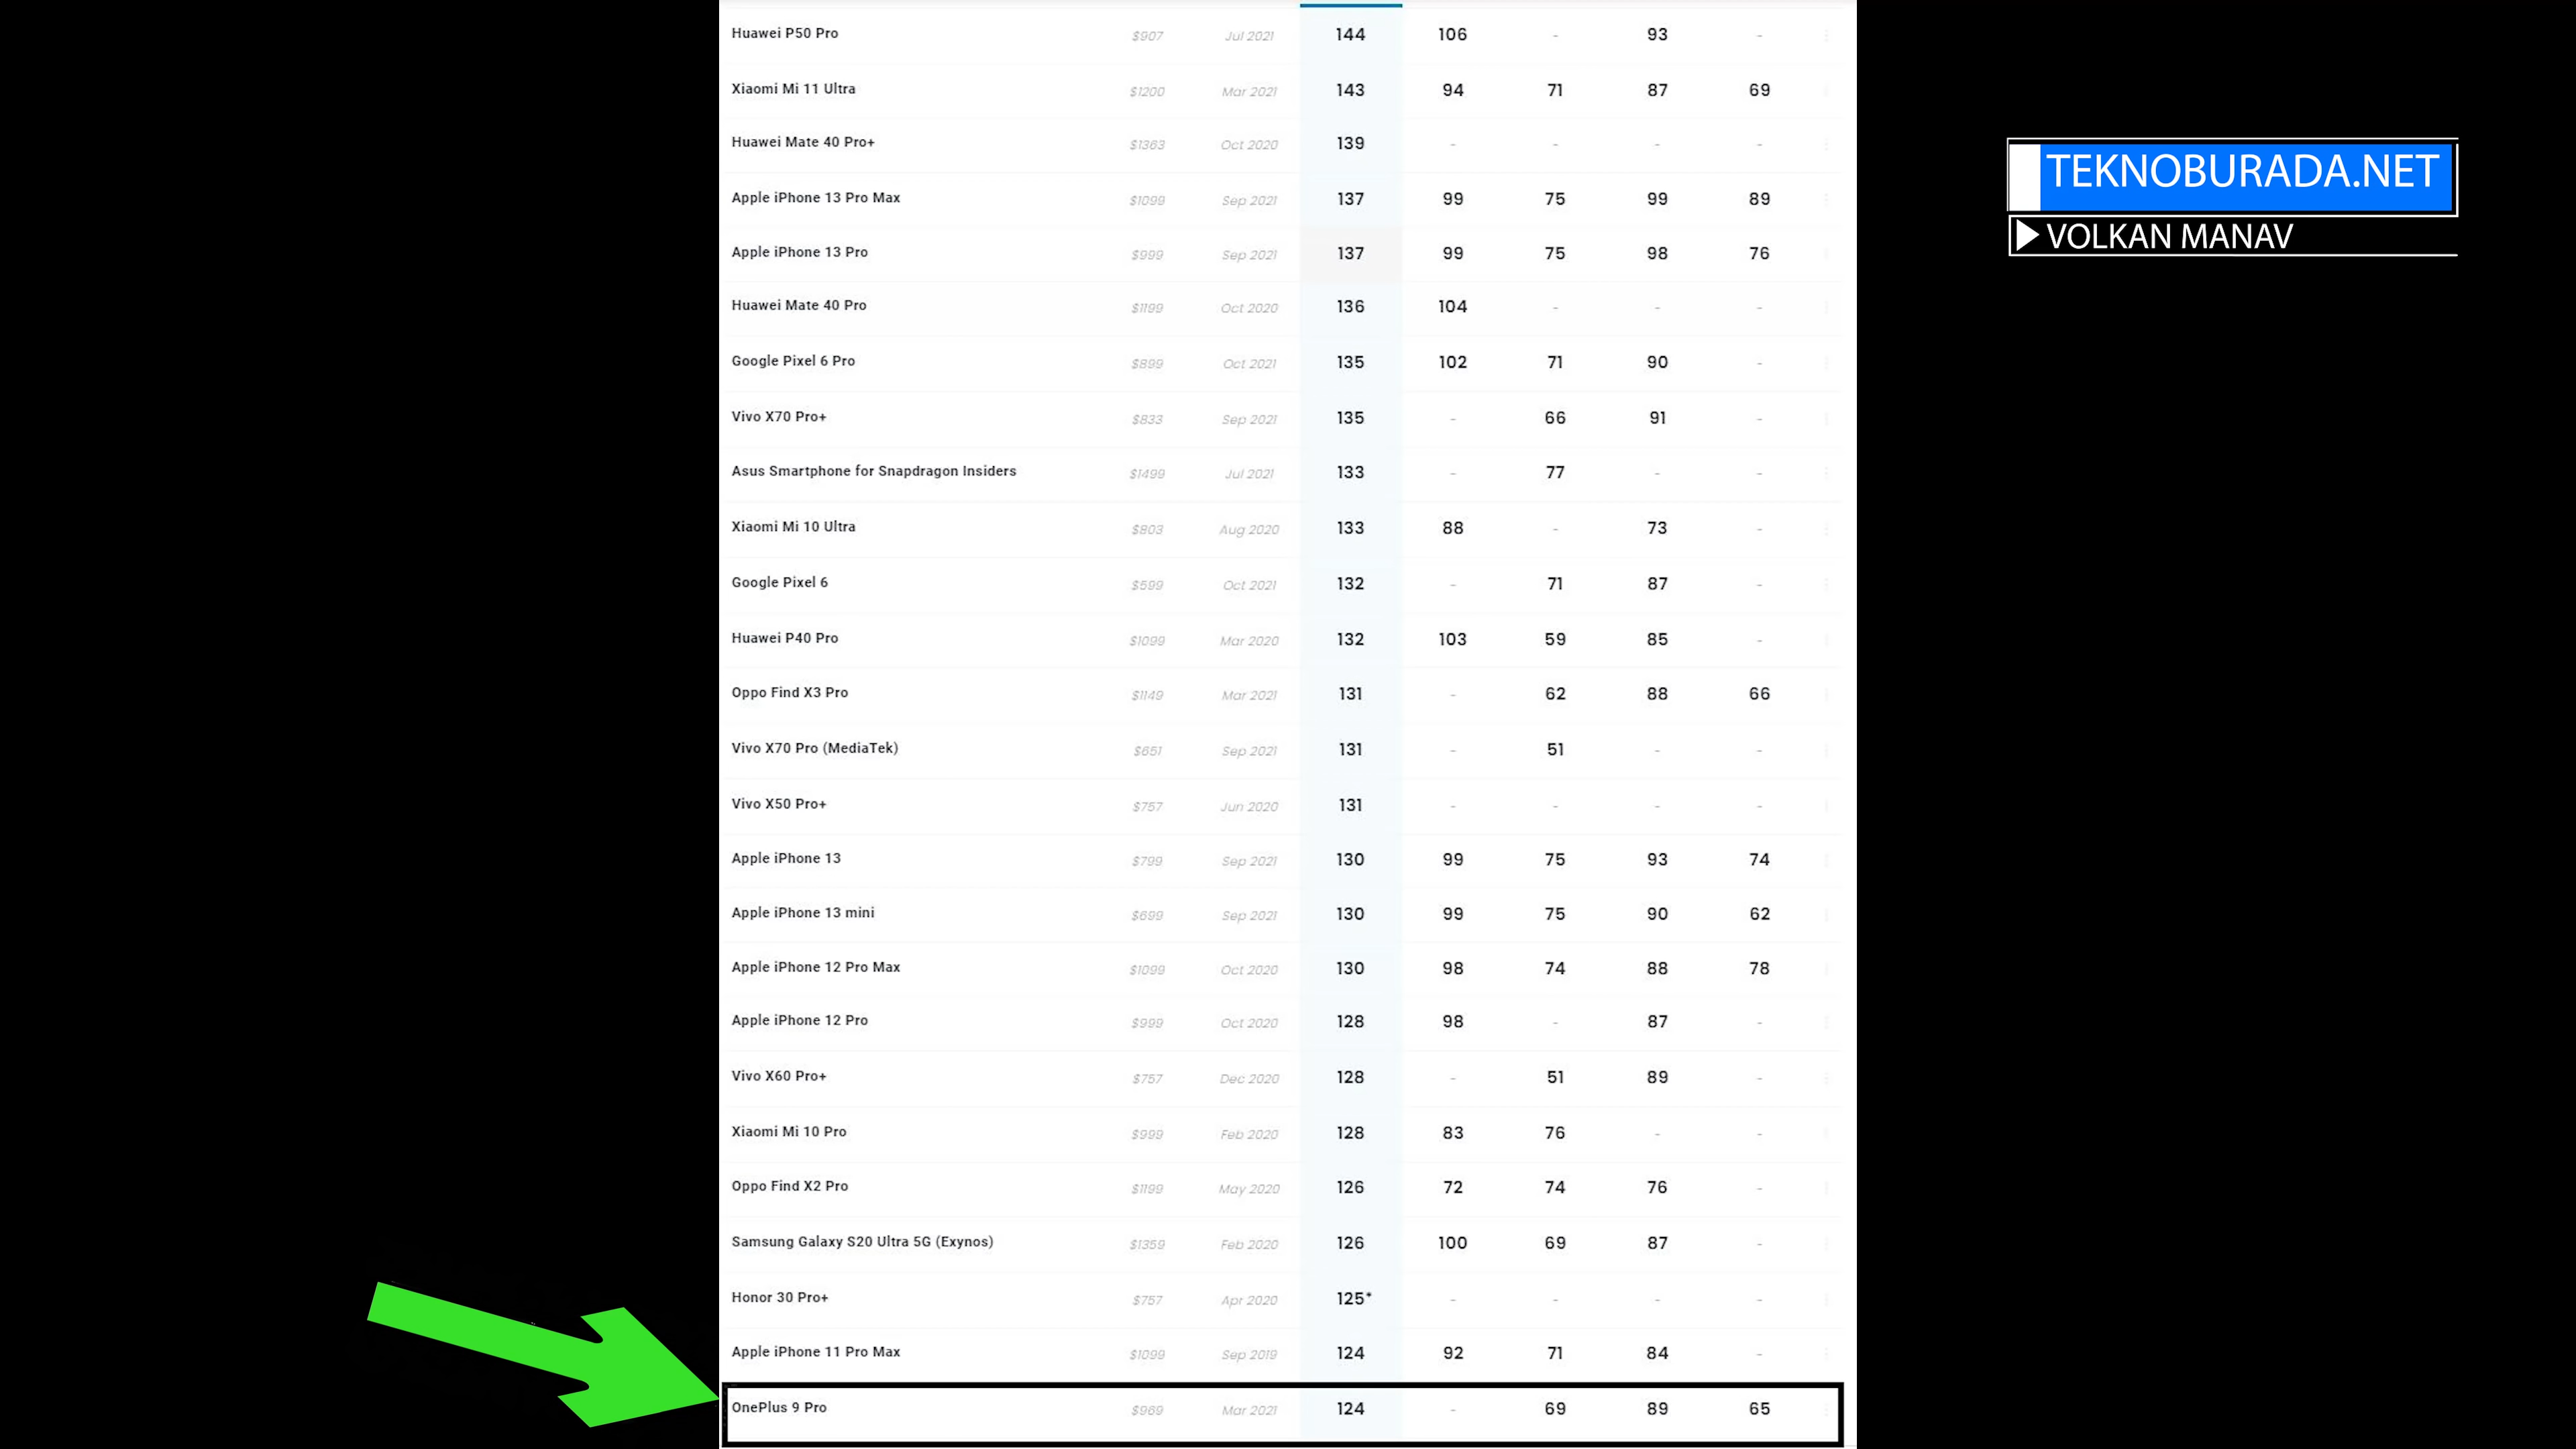 Huawei P50 Pro $907 Jul 2021 144 106 - 93 -
Xiaomi Mi 11 Ultra $1200 Mar 2021 143 94 71 87 69
Huawei Mate 40 Pro+ $1363 Oct 2020 139 - - - -
Apple iPhone 13 Pro Max $1099 Sep 2021 137 99 75 99 89
Apple iPhone 13 Pro $999 Sep 2021 137 99 75 98 76
Huawei Mate 40 Pro $1199 Oct 2020 136 104 - - -
Google Pixel 6 Pro $899 Oct 2021 135 102 71 90 -
Vivo X70 Pro+ $833 Sep 2021 135 - 66 91 -
Asus Smartphone for Snapdragon Insiders $1499 Jul 2021 133 - 77 - -
Xiaomi Mi 10 Ultra $803 Aug 2020 133 88 - 73 -
Google Pixel 6 $599 Oct 2021 132 - 71 87 -
Huawei P40 Pro $1099 Mar 2020 132 103 59 85 -
Oppo Find X3 Pro $1149 Mar 2021 131 - 62 88 66
Vivo X70 Pro (MediaTek) $651 Sep 2021 131 - 51 - -
Vivo X50 Pro+ $757 Jun 2020 131 - - - -
Apple iPhone 13 $799 Sep 2021 130 99 75 93 74
Apple iPhone 13 mini $699 Sep 2021 130 99 75 90 62
Apple iPhone 12 Pro Max $1099 Oct 2020 130 98 74 88 78
Apple iPhone 12 Pro $999 Oct 2020 128 98 - 87 -
Vivo X60 Pro+ $757 Dec 2020 128 - 51 89 -
Xiaomi Mi 10 Pro $999 Feb 2020 128 83 76 - -
Oppo Find X2 Pro $1199 May 2020 126 72 74 76 -
Samsung Galaxy S20 Ultra 5G (Exynos) $1359 Feb 2020 126 100 69 87 -
Honor 30 Pro+ $757 Apr 2020 125* - - - -
Apple iPhone 11 Pro Max $1099 Sep 2019 124 92 71 84 -
OnePlus 9 Pro $969 Mar 2021 124 - 69 89 65
TEKNOBURADA.NET
VOLKAN MANAV